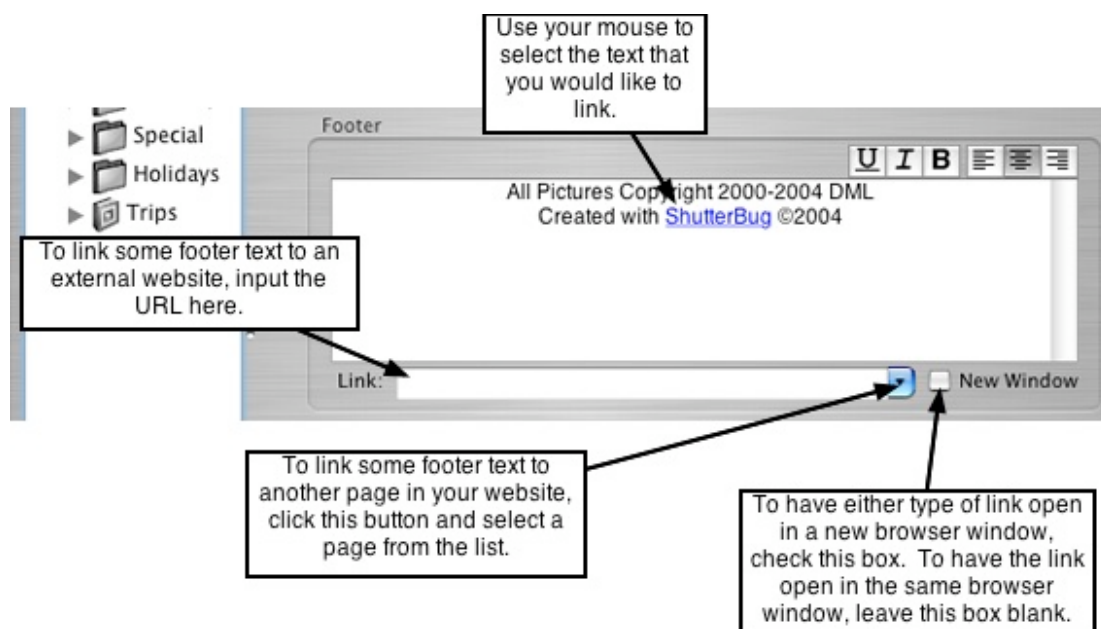 Use your mouse to
select the text that
you would like to
link.
Special
Holidays
Trips
Footer
U I B
All Pictures Copyright 2000-2004 DML
Created with ShutterBug ©2004
To link some footer text to an
external website, input the
URL here.
Link:
New Window
To link some footer text to
another page in your website,
click this button and select a
page from the list.
To have either type of link open
in a new browser window,
check this box. To have the link
open in the same browser
window, leave this box blank.